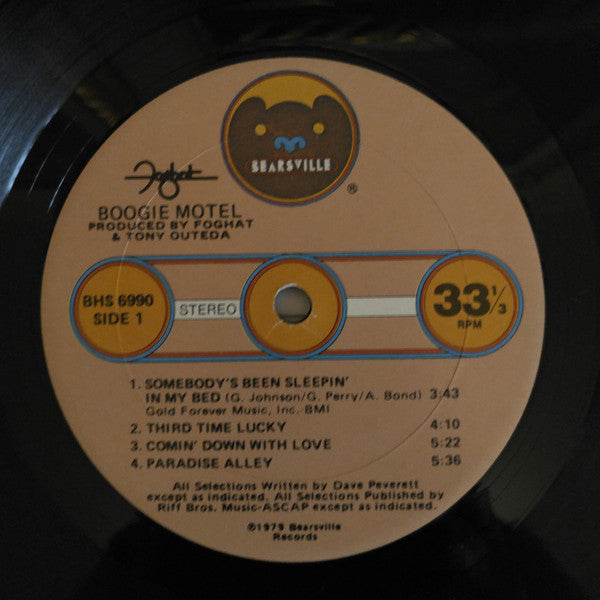 BEARSVILLE
®
Foghat
BOOGIE MOTEL
PRODUCED BY FOGHAT
& TONY OUTEDA
BHS 6990
SIDE 1
STEREO
33 1/3
RPM
1. SOMEBODY'S BEEN SLEEPIN'
IN MY BED (G. Johnson/G. Perry/A. Bond) 3:43
Gold Forever Music, Inc. BMI
2. THIRD TIME LUCKY 4:10
3. COMIN' DOWN WITH LOVE 5:22
4. PARADISE ALLEY 5:36
All Selections Written by Dave Peverett
except as indicated. All Selections Published by
Riff Bros. Music-ASCAP except as indicated.
©1979 Bearsville
Records